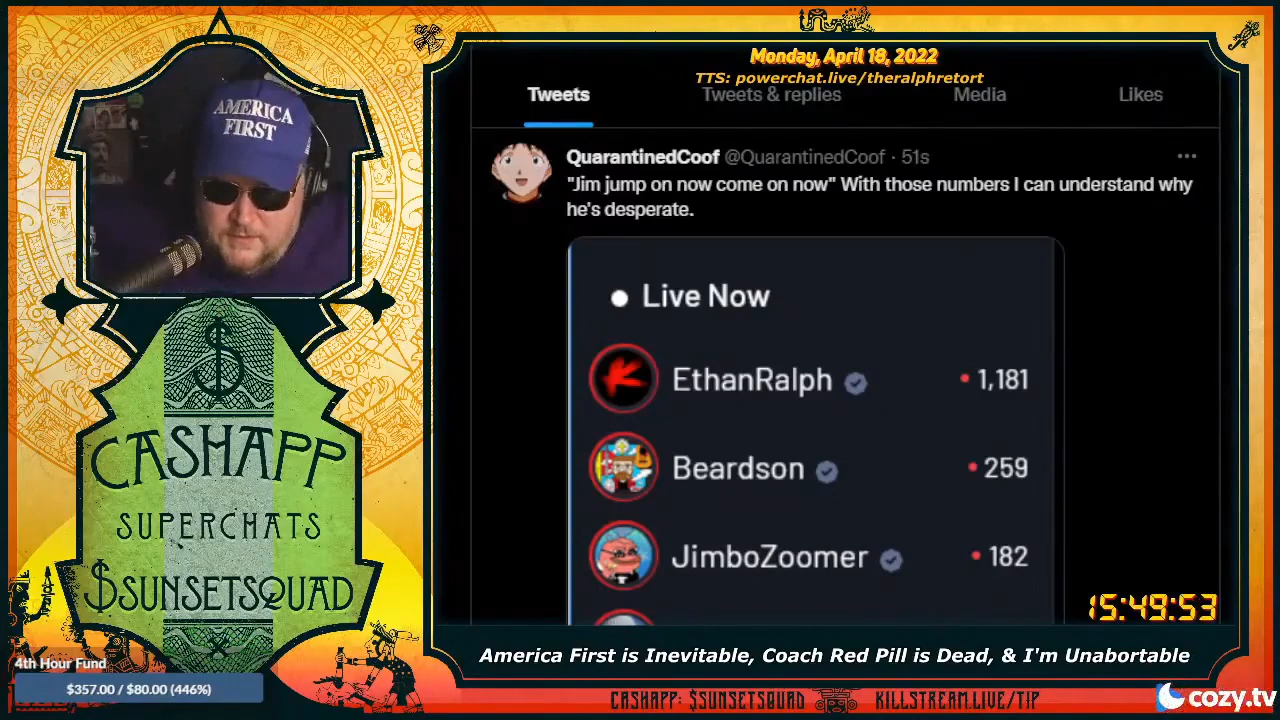 AMERICA
FIRST
CASHAPP
SUPERCHATS
$SUNSETSQUAD
4th Hour Fund
$357.00 / $80.00 (446%)
Monday, April 18, 2022
TTS: powerchat.live/theralphretort
Tweets Tweets & replies Media Likes
QuarantinedCoof @QuarantinedCoof · 51s
"Jim jump on now come on now" With those numbers I can understand why
he's desperate.
Live Now
EthanRalph 1,181
Beardson 259
JimboZoomer 182
15:49:53
America First is Inevitable, Coach Red Pill is Dead, & I'm Unabortable
CASHAPP: $SUNSETSQUAD KILLSTREAM.LIVE/TIP
cozy.tv